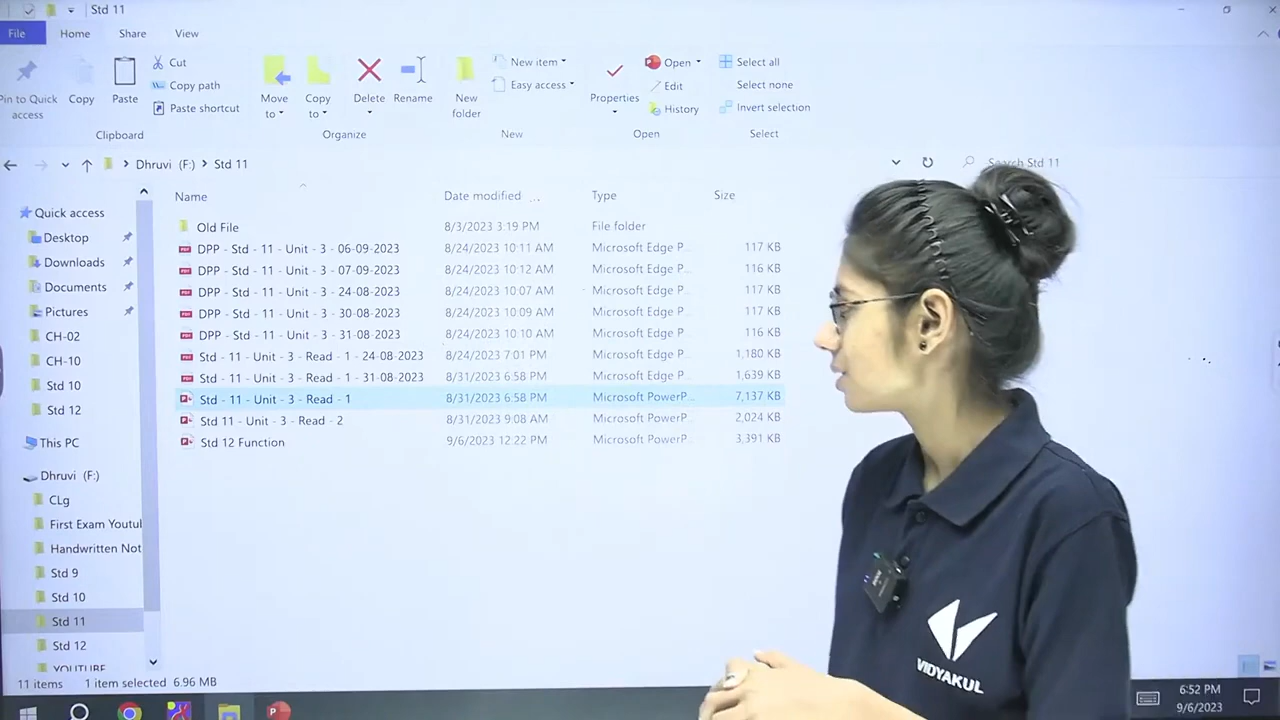 Std 11
File Home Share View
Pin to Quick access
Copy
Paste
Cut
Copy path
Paste shortcut
Move to
Copy to
Delete
Rename
New folder
New item
Easy access
Properties
Open
Edit
History
Select all
Select none
Invert selection
Clipboard Organize New Open Select
Dhruvi (F:) > Std 11
Search Std 11
Name Date modified Type Size
Old File 8/3/2023 3:19 PM File folder
DPP - Std - 11 - Unit - 3 - 06-09-2023 8/24/2023 10:11 AM Microsoft Edge P... 117 KB
DPP - Std - 11 - Unit - 3 - 07-09-2023 8/24/2023 10:12 AM Microsoft Edge P... 116 KB
DPP - Std - 11 - Unit - 3 - 24-08-2023 8/24/2023 10:07 AM Microsoft Edge P... 117 KB
DPP - Std - 11 - Unit - 3 - 30-08-2023 8/24/2023 10:09 AM Microsoft Edge P... 117 KB
DPP - Std - 11 - Unit - 3 - 31-08-2023 8/24/2023 10:10 AM Microsoft Edge P... 116 KB
Std - 11 - Unit - 3 - Read - 1 - 24-08-2023 8/24/2023 7:01 PM Microsoft Edge P... 1,180 KB
Std - 11 - Unit - 3 - Read - 1 - 31-08-2023 8/31/2023 6:58 PM Microsoft Edge P... 1,639 KB
Std - 11 - Unit - 3 - Read - 1 8/31/2023 6:58 PM Microsoft PowerP... 7,137 KB
Std 11 - Unit - 3 - Read - 2 8/31/2023 9:08 AM Microsoft PowerP... 2,024 KB
Std 12 Function 9/6/2023 12:22 PM Microsoft PowerP... 3,391 KB
Quick access
Desktop
Downloads
Documents
Pictures
CH-02
CH-10
Std 10
Std 12
This PC
Dhruvi (F:)
CLg
First Exam Youtul
Handwritten Not
Std 9
Std 10
Std 11
Std 12
YOUTUBE
11 items 1 item selected 6.96 MB
VIDYAKUL
6:52 PM
9/6/2023